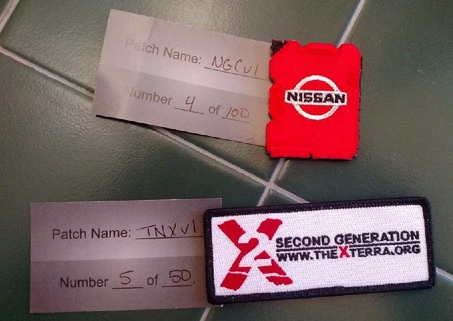 Patch Name: NGCv1
Number 4 of 100
NISSAN
Patch Name: TNXv1
Number 5 of 50
X2
SECOND GENERATION
WWW.THEXTERRA.ORG